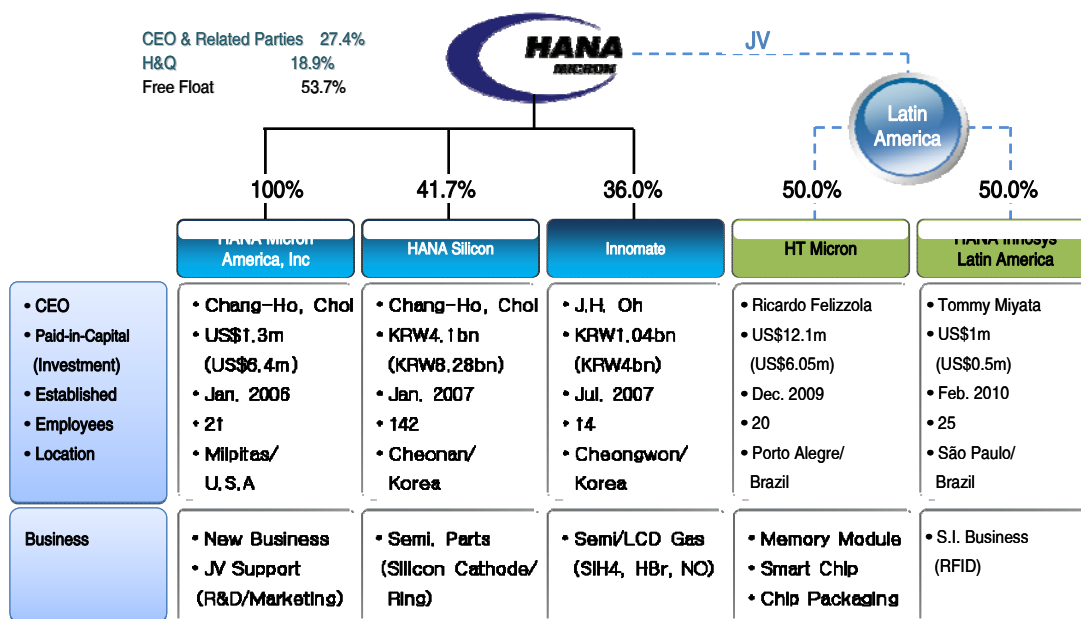 CEO & Related Parties 27.4%
H&Q 18.9%
Free Float 53.7%
HANA
MICRON
JV
Latin
America
100%
41.7%
36.0%
50.0%
50.0%
HANA Micron
America, Inc
HANA Silicon
Innomate
HT Micron
HANA Innosys
Latin America
• CEO
• Paid-in-Capital
(Investment)
• Established
• Employees
• Location
• Chang-Ho, Choi
• US$1.3m
(US$6.4m)
• Jan. 2006
• 21
• Milpitas/
U.S.A
• Chang-Ho, Choi
• KRW4.1bn
(KRW8.28bn)
• Jan. 2007
• 142
• Cheonan/
Korea
• J.H. Oh
• KRW1.04bn
(KRW4bn)
• Jul. 2007
• 14
• Cheongwon/
Korea
• Ricardo Felizzola
• US$12.1m
(US$6.05m)
• Dec. 2009
• 20
• Porto Alegre/
Brazil
• Tommy Miyata
• US$1m
(US$0.5m)
• Feb. 2010
• 25
• São Paulo/
Brazil
Business
• New Business
• JV Support
(R&D/Marketing)
• Semi. Parts
(Silicon Cathode/
Ring)
• Semi/LCD Gas
(SiH4, HBr, NO)
• Memory Module
• Smart Chip
• Chip Packaging
• S.I. Business
(RFID)